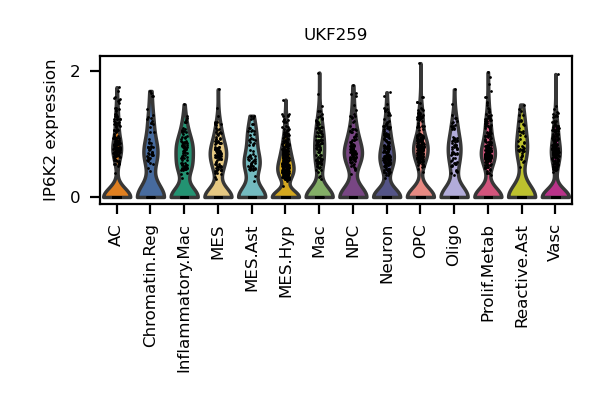 UKF259
IP6K2 expression
2
0
AC
Chromatin.Reg
Inflammatory.Mac
MES
MES.Ast
MES.Hyp
Mac
NPC
Neuron
OPC
Oligo
Prolif.Metab
Reactive.Ast
Vasc